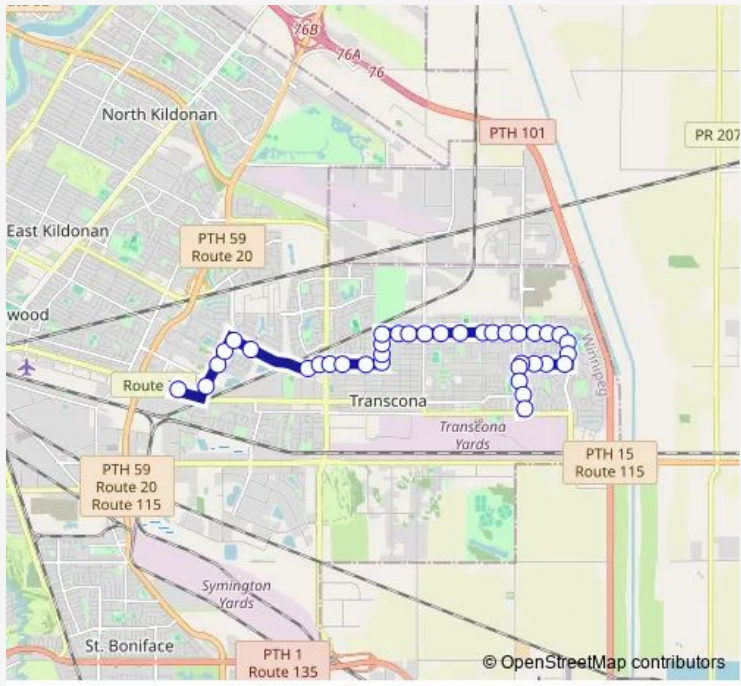 76B
76A
76
North Kildonan
PTH 101
PR 207
East Kildonan
PTH 59
Route 20
wood
Winnipeg
Route
Transcona
Transcona
Yards
PTH 15
Route 115
PTH 59
Route 20
Route 115
Symington
Yards
St. Boniface
PTH 1
Route 135
© OpenStreetMap contributors